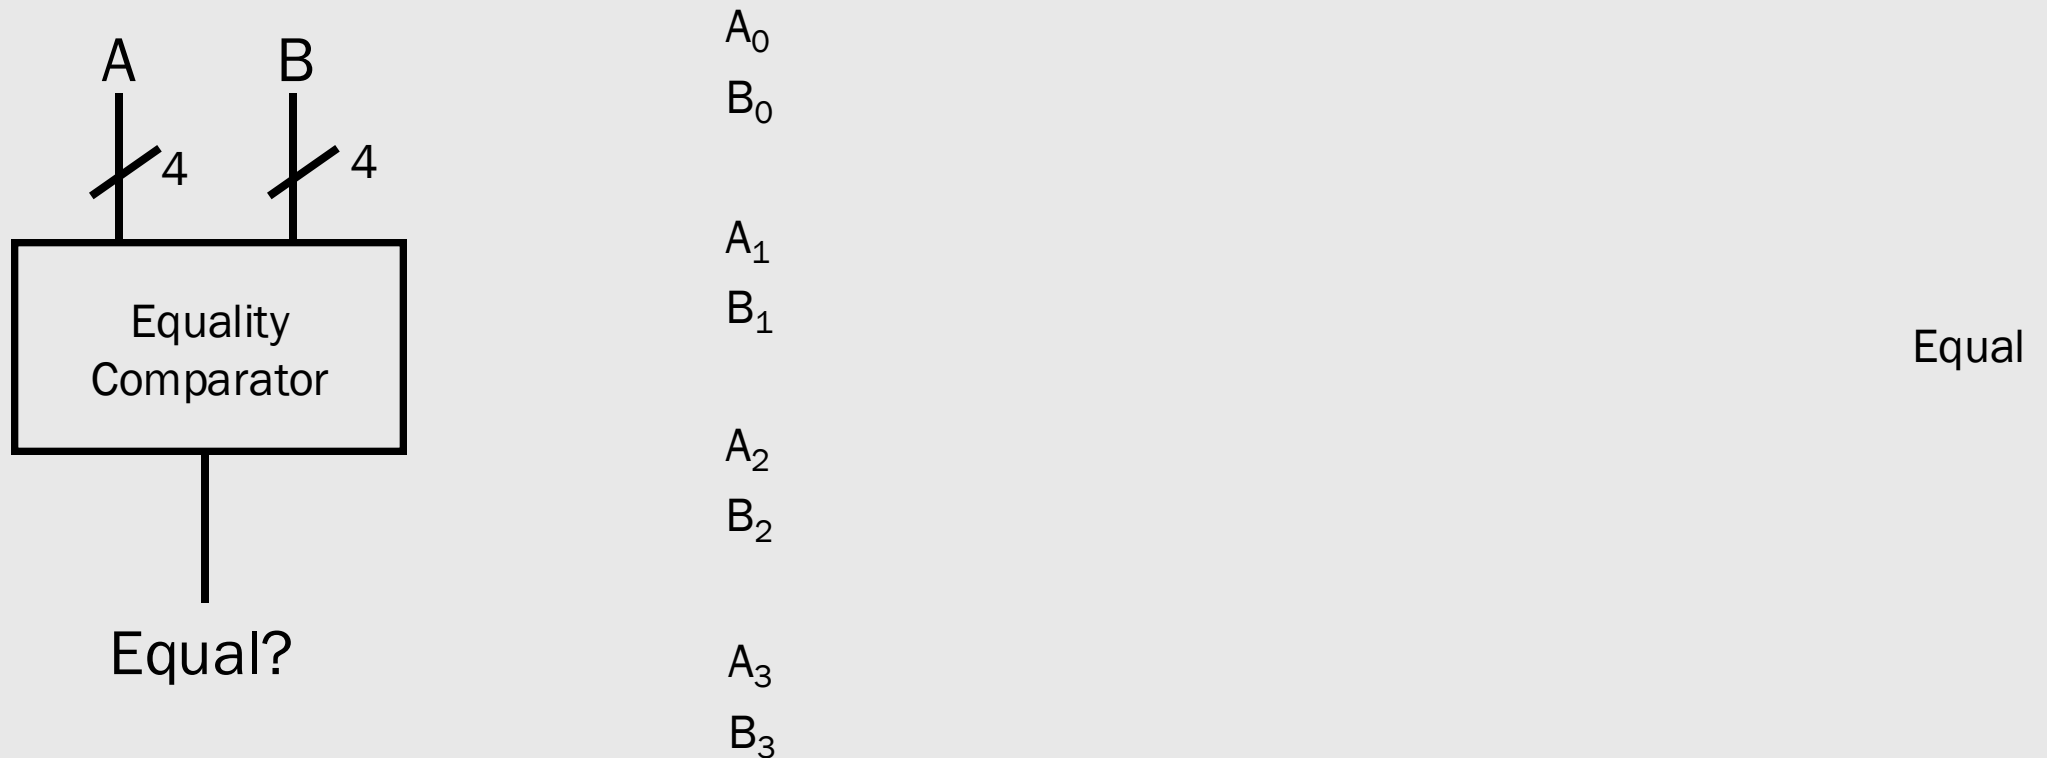 A B
4 4
Equality
Comparator
Equal?
A₀
B₀
A₁
B₁
A₂
B₂
A₃
B₃
Equal